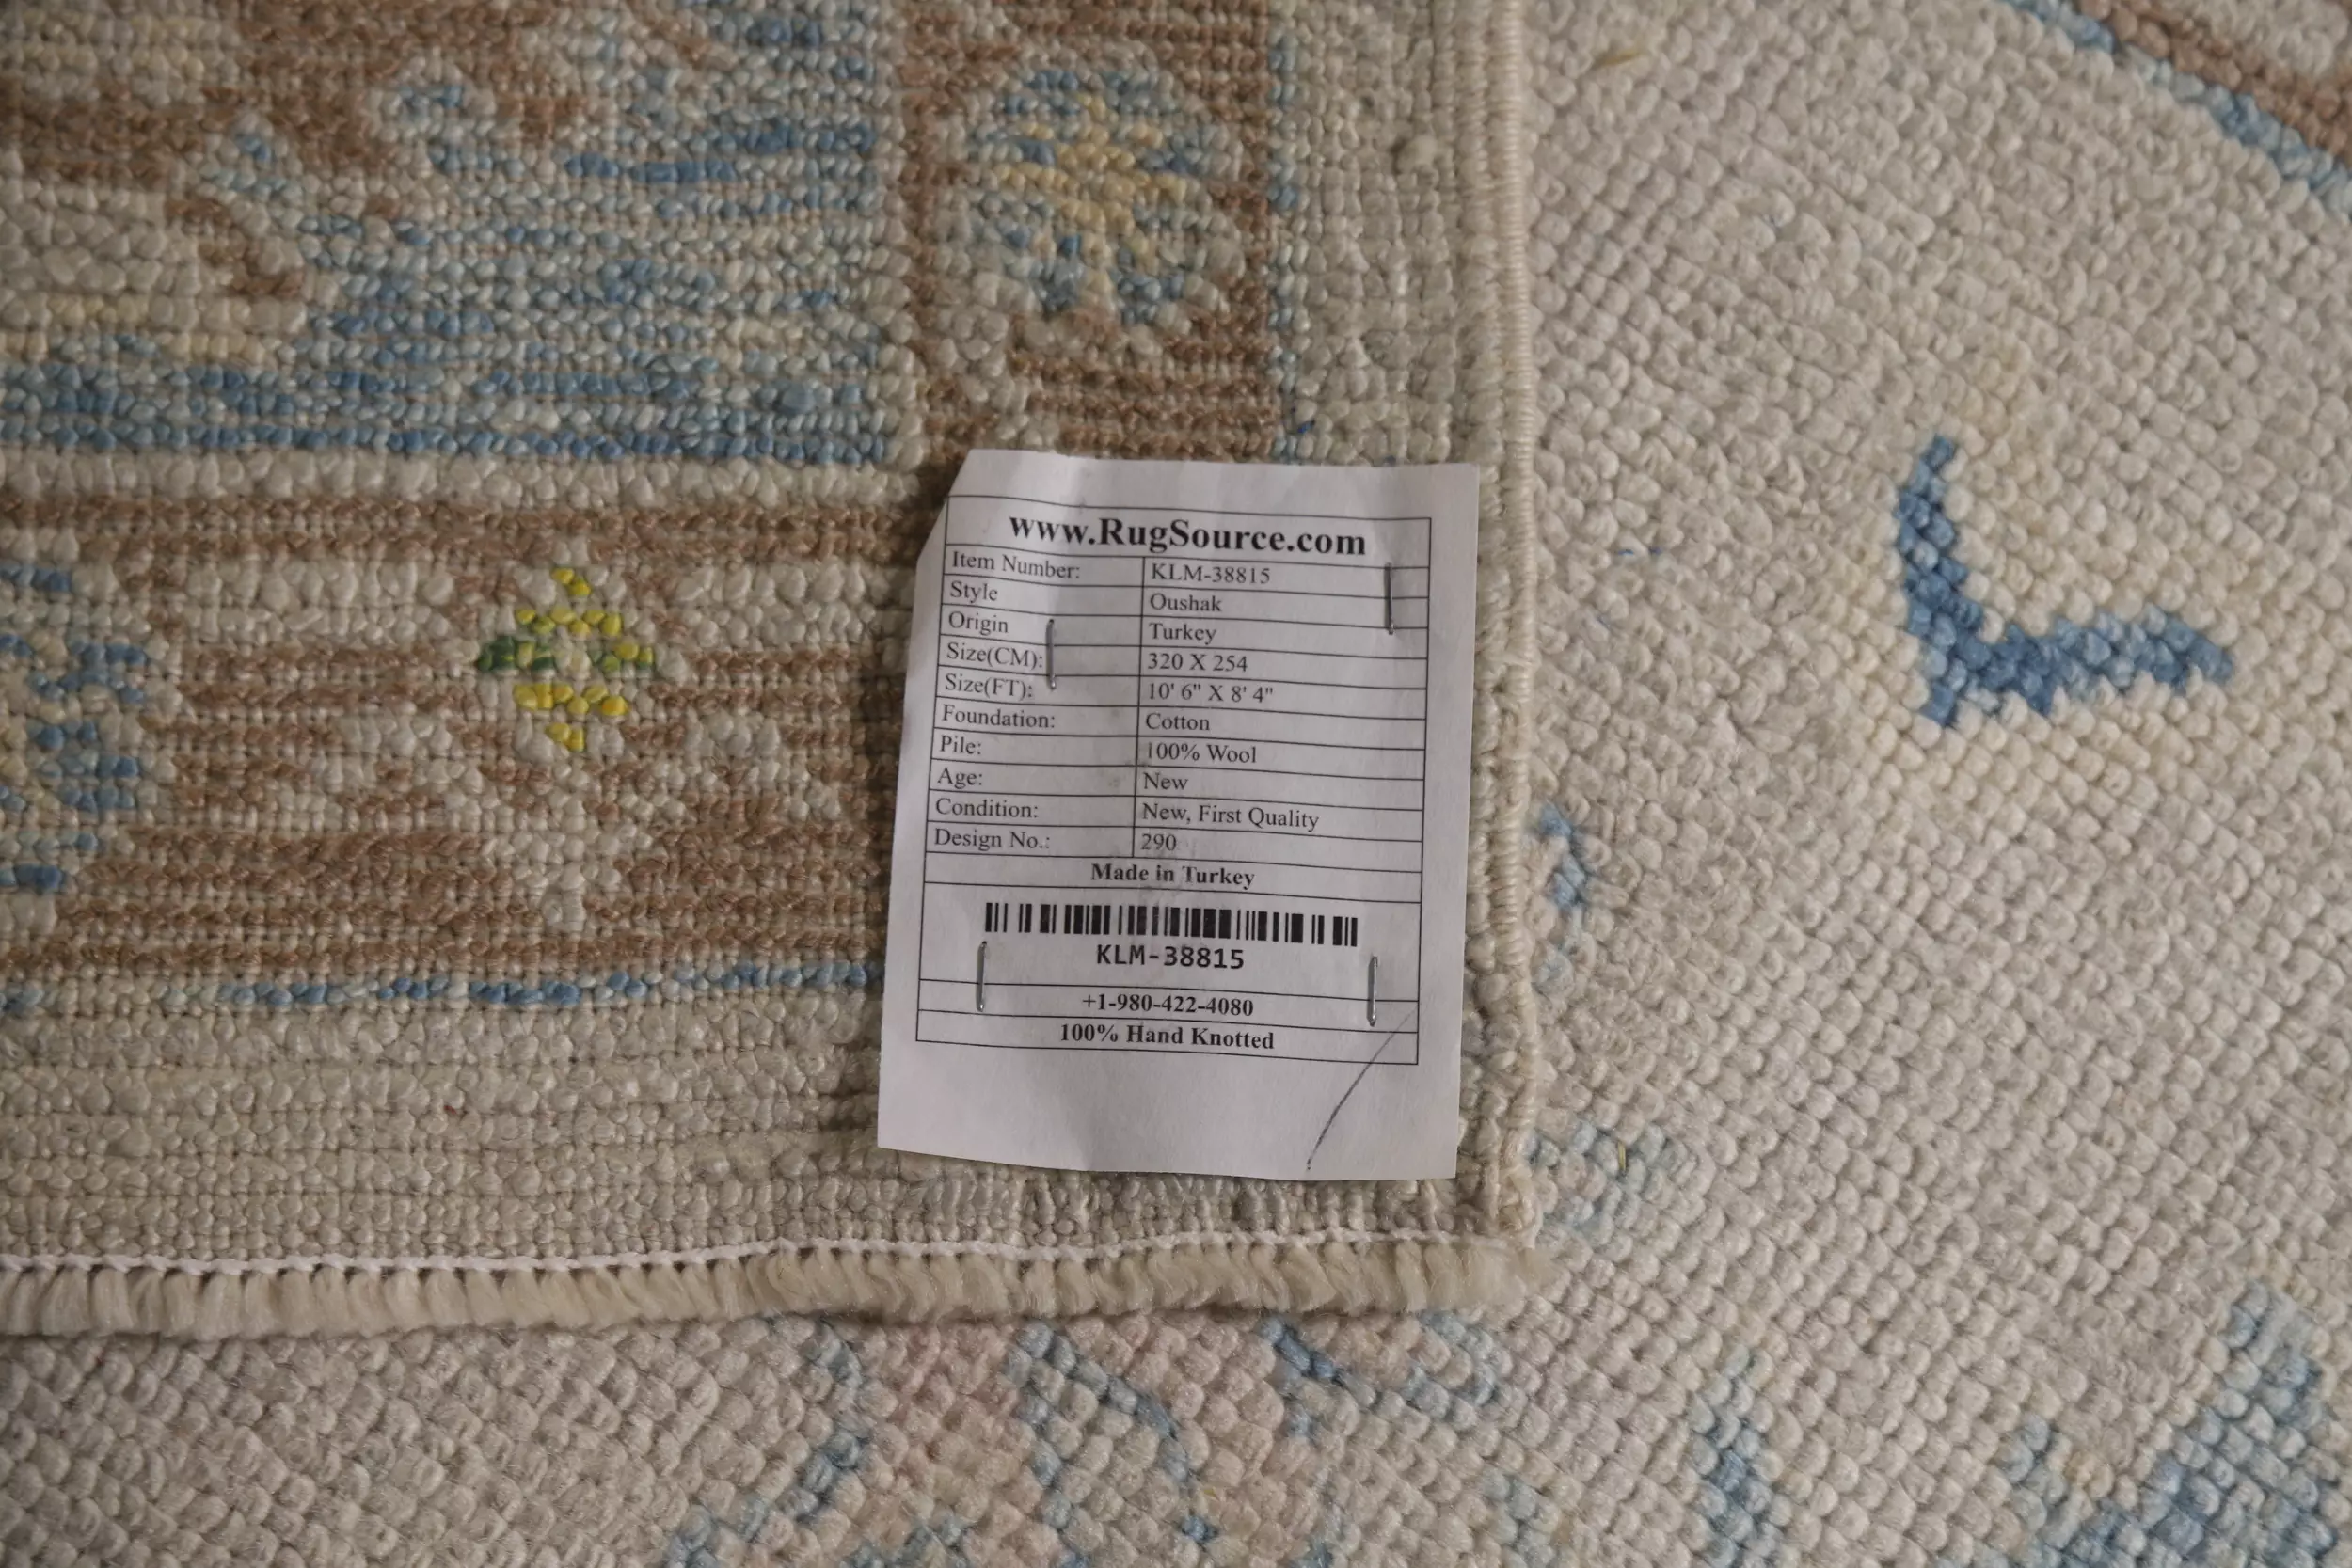 www.RugSource.com
Item Number: KLM-38815
Style Oushak
Origin Turkey
Size(CM): 320 X 254
Size(FT): 10' 6" X 8' 4"
Foundation: Cotton
Pile: 100% Wool
Age: New
Condition: New, First Quality
Design No.: 290
Made in Turkey
KLM-38815
+1-980-422-4080
100% Hand Knotted